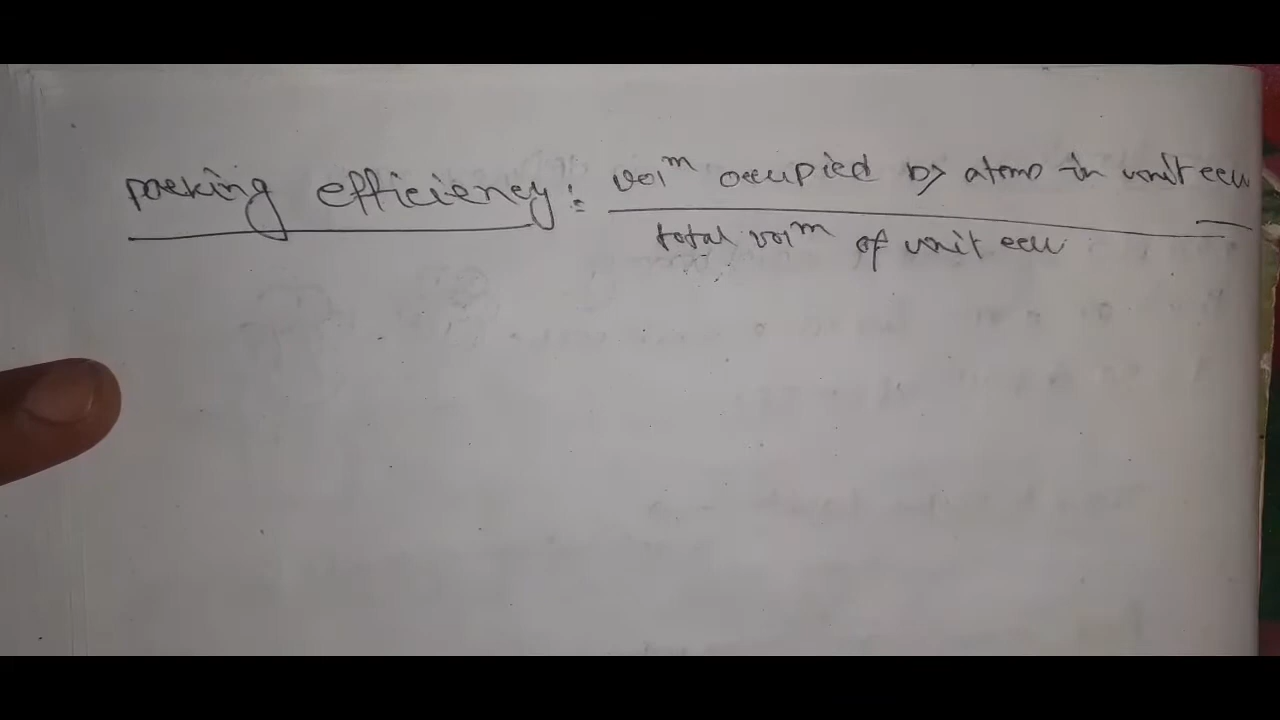 packing efficiency: vol^m occupied by atoms in unit cell
total vol^m of unit cell